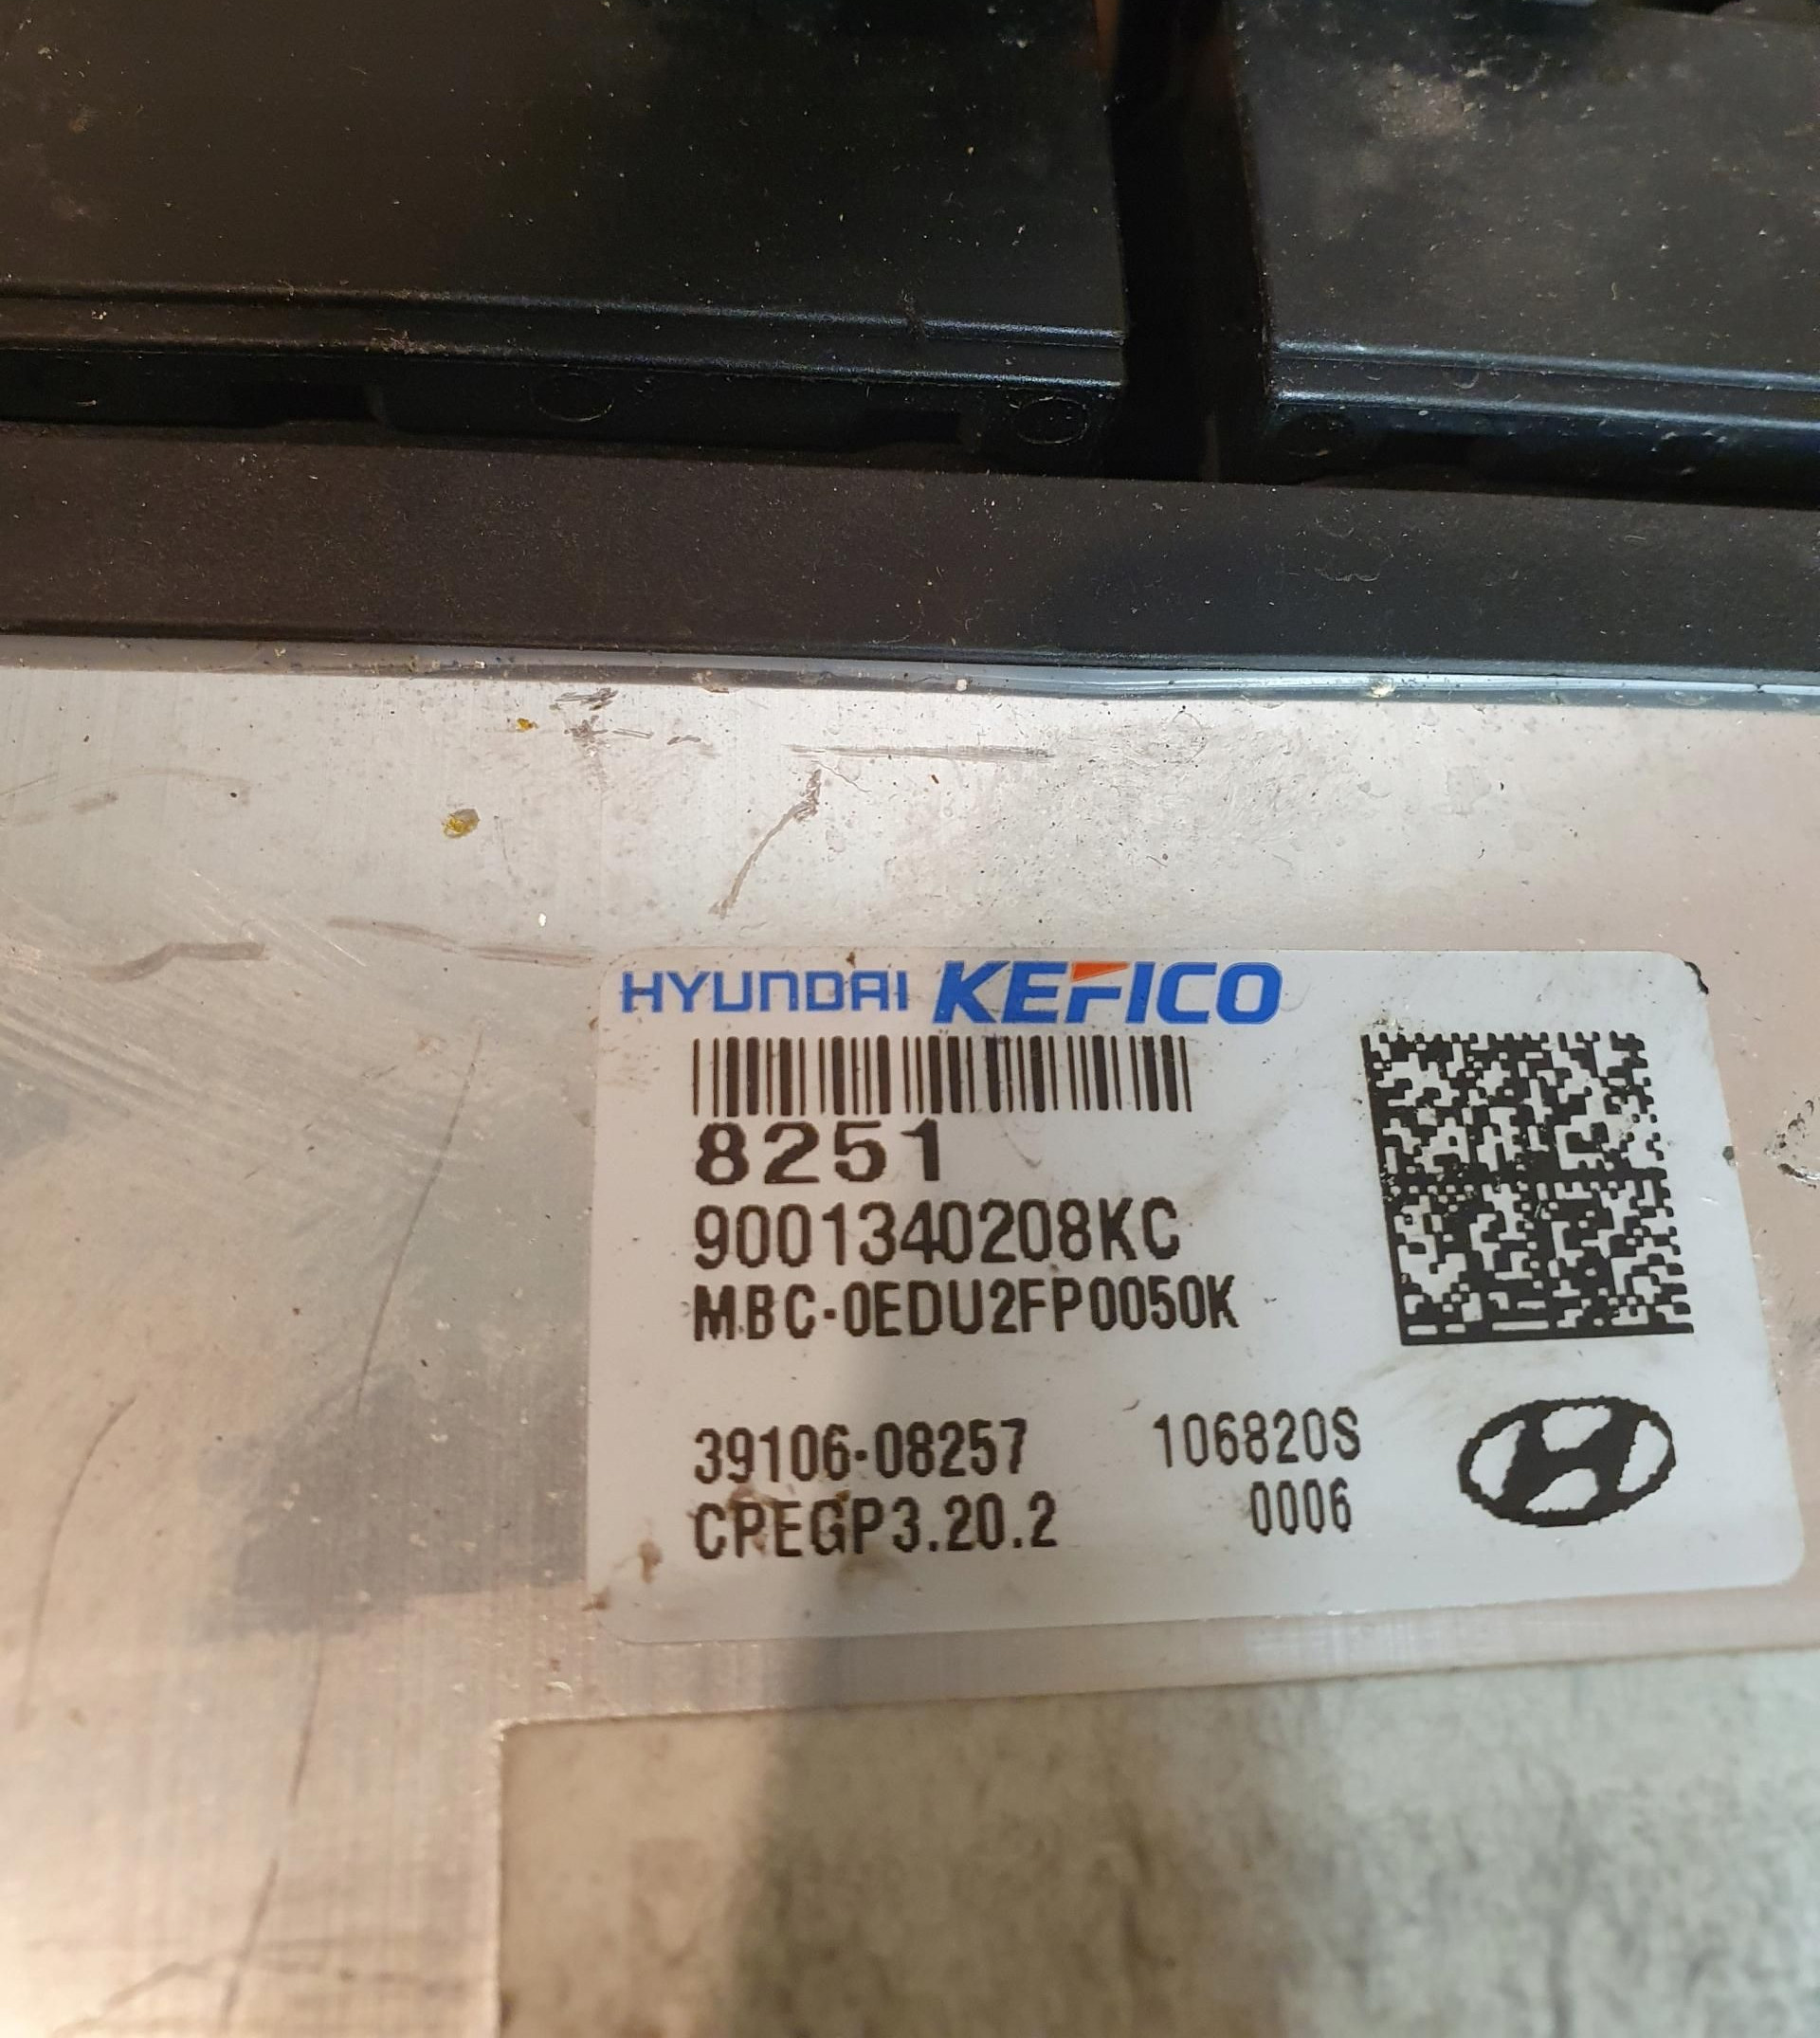 HYUNDAI KEFICO
8251
9001340208KC
MBC-0EDU2FP0050K
39106-08257 106820S
CPEGP3.20.2 0006